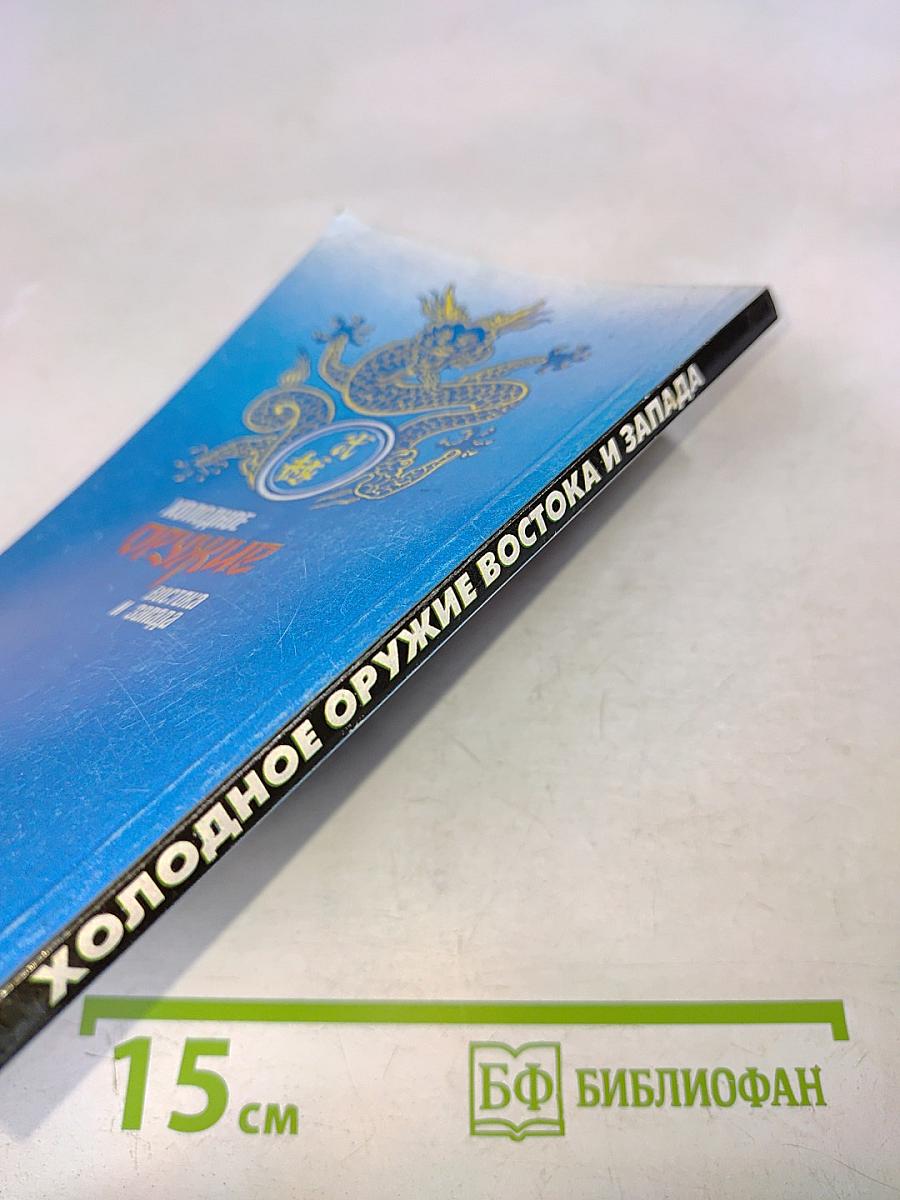 холодное
оружие
востока
и запада
ХОЛОДНОЕ ОРУЖИЕ ВОСТОКА И ЗАПАДА
15 см
БФ БИБЛИОФАН